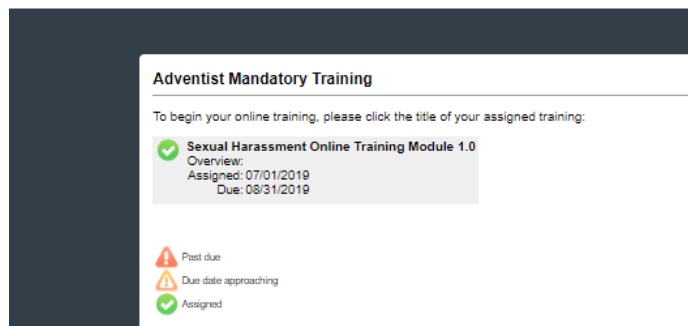 Adventist Mandatory Training
To begin your online training, please click the title of your assigned training:
Sexual Harassment Online Training Module 1.0
Overview:
Assigned: 07/01/2019
Due: 08/31/2019
Past due
Due date approaching
Assigned